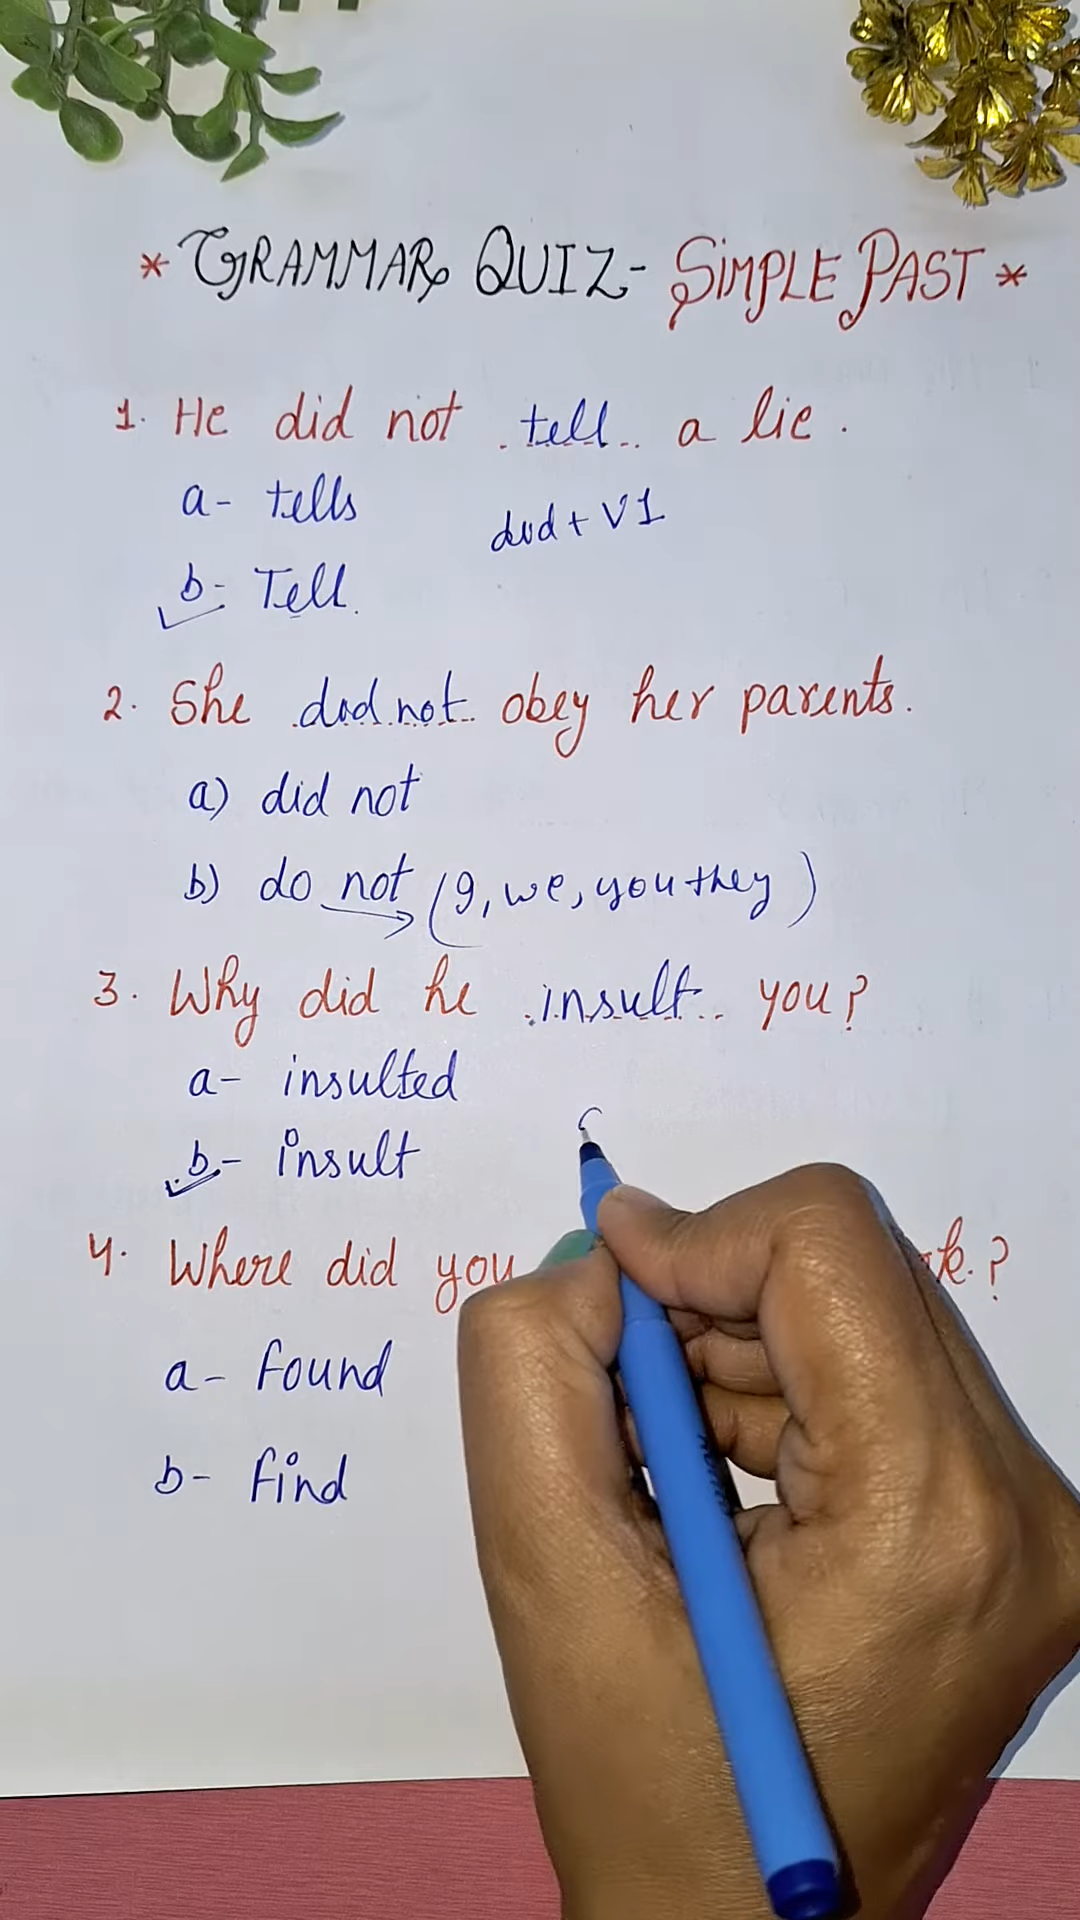 * GRAMMAR QUIZ- SIMPLE PAST *
1. He did not .tell.. a lie.
a- tells
did + V1
b- Tell.
2. She .did.not.. obey her parents.
a) did not
b) do not (I, we, you they)
3. Why did he .insult.. you?
a- insulted
b- insult
4. Where did you ?
a- Found
b- find